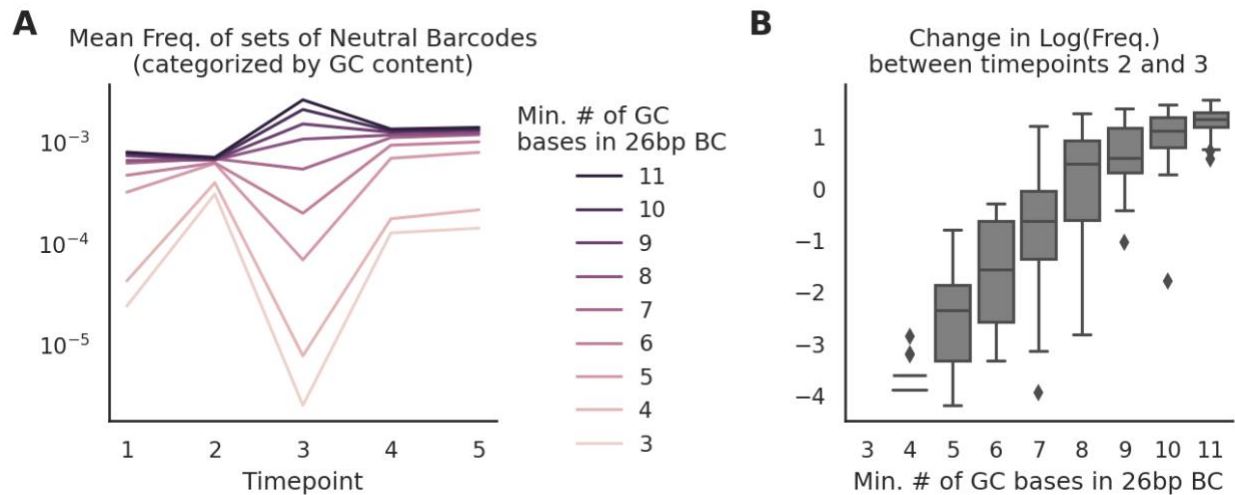 A
Mean Freq. of sets of Neutral Barcodes
(categorized by GC content)
10⁻³
10⁻⁴
10⁻⁵
1 2 3 4 5
Timepoint
Min. # of GC
bases in 26bp BC
11
10
9
8
7
6
5
4
3
B
Change in Log(Freq.)
between timepoints 2 and 3
1
0
−1
−2
−3
−4
3 4 5 6 7 8 9 10 11
Min. # of GC bases in 26bp BC